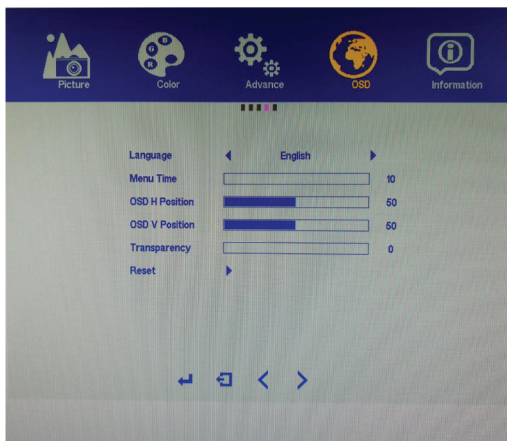 B
G
R
Picture Color Advance OSD Information
Language English
Menu Time 10
OSD H Position 50
OSD V Position 50
Transparency 0
Reset